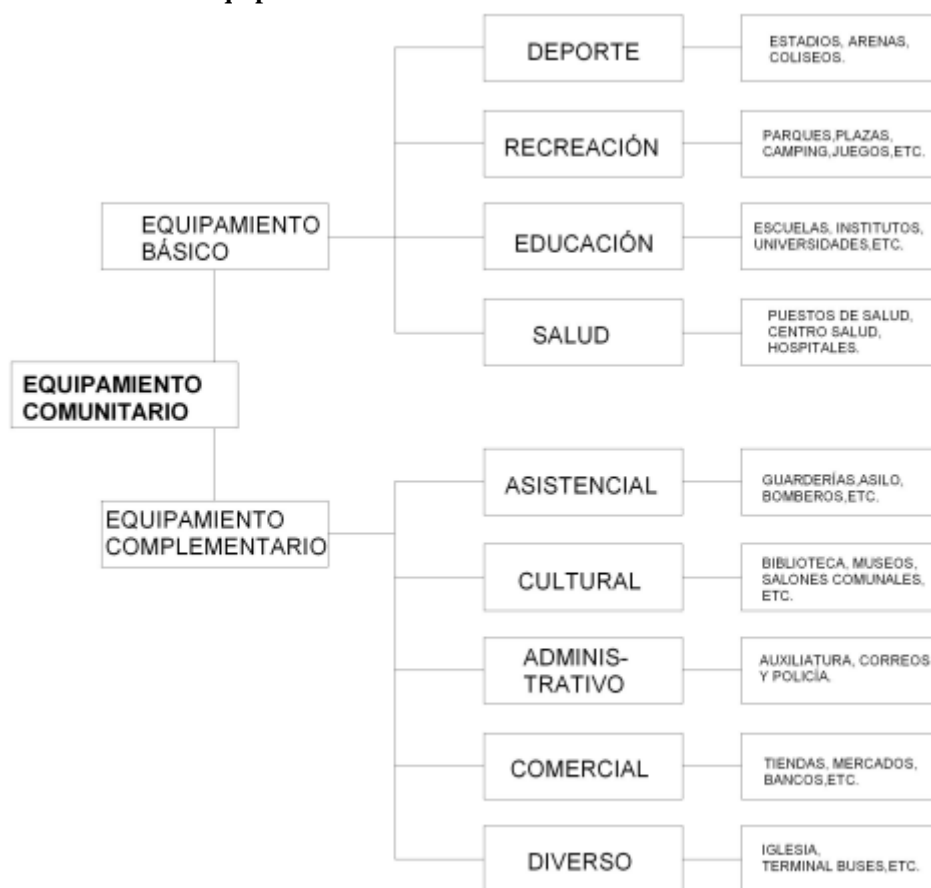 DEPORTE
ESTADIOS, ARENAS,
COLISEOS.
RECREACIÓN
PARQUES,PLAZAS,
CAMPING,JUEGOS,ETC.
EQUIPAMIENTO
BÁSICO
EDUCACIÓN
ESCUELAS, INSTITUTOS,
UNIVERSIDADES,ETC.
SALUD
PUESTOS DE SALUD,
CENTRO SALUD,
HOSPITALES.
EQUIPAMIENTO
COMUNITARIO
ASISTENCIAL
GUARDERÍAS,ASILO,
BOMBEROS,ETC.
EQUIPAMIENTO
COMPLEMENTARIO
CULTURAL
BIBLIOTECA, MUSEOS,
SALONES COMUNALES,
ETC.
ADMINIS-
TRATIVO
AUXILIATURA, CORREOS
Y POLICÍA,
COMERCIAL
TIENDAS, MERCADOS,
BANCOS,ETC.
DIVERSO
IGLESIA,
TERMINAL BUSES,ETC.